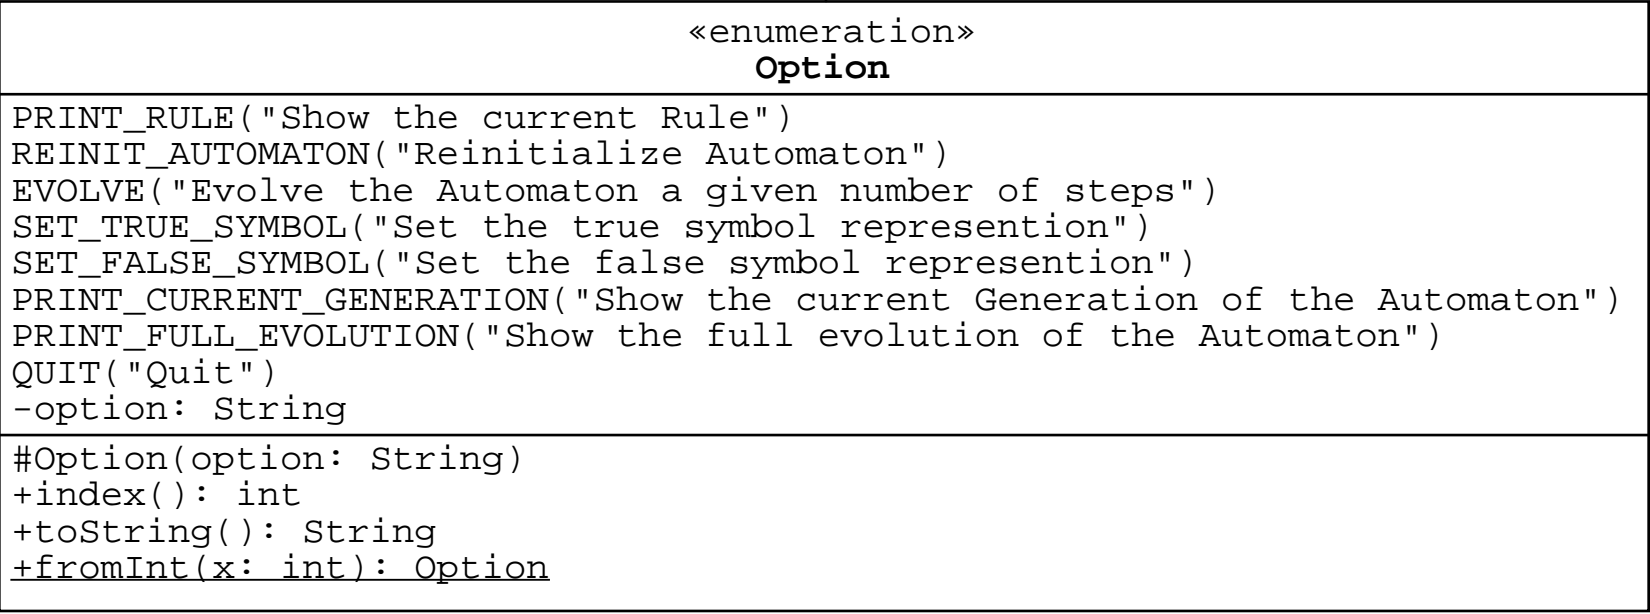 «enumeration»
Option
PRINT_RULE("Show the current Rule")
REINIT_AUTOMATON("Reinitialize Automaton")
EVOLVE("Evolve the Automaton a given number of steps")
SET_TRUE_SYMBOL("Set the true symbol represention")
SET_FALSE_SYMBOL("Set the false symbol represention")
PRINT_CURRENT_GENERATION("Show the current Generation of the Automaton")
PRINT_FULL_EVOLUTION("Show the full evolution of the Automaton")
QUIT("Quit")
-option: String
#Option(option: String)
+index(): int
+toString(): String
+fromInt(x: int): Option